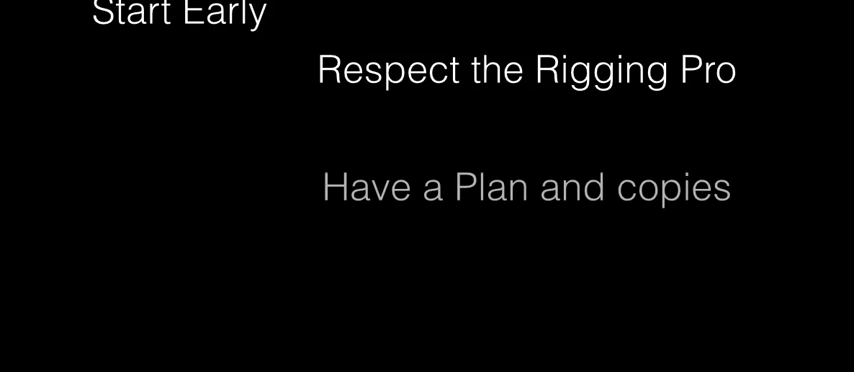 Start Early
Respect the Rigging Pro
Have a Plan and copies